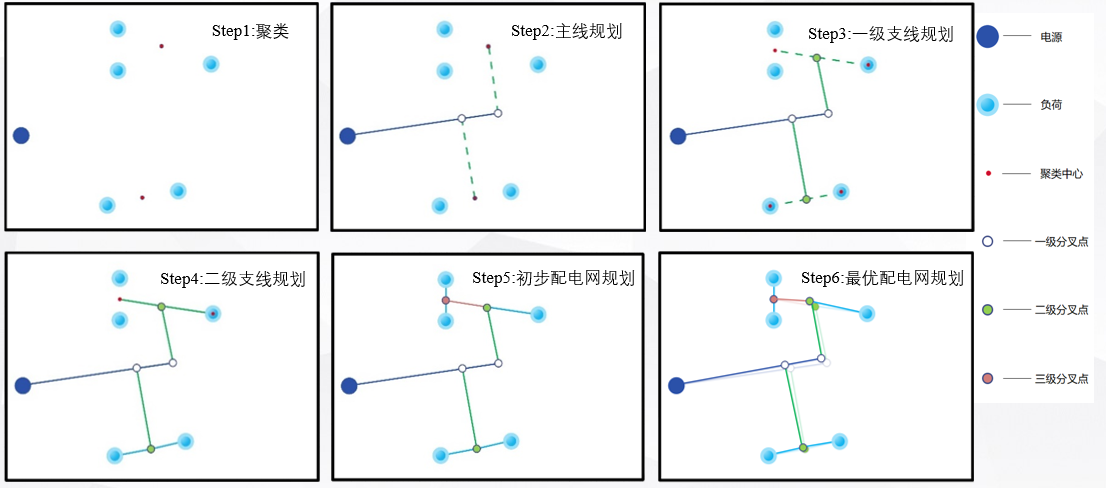 Step1:聚类
Step2:主线规划
Step3:一级支线规划
Step4:二级支线规划
Step5:初步配电网规划
Step6:最优配电网规划
电源
负荷
聚类中心
一级分叉点
二级分叉点
三级分叉点